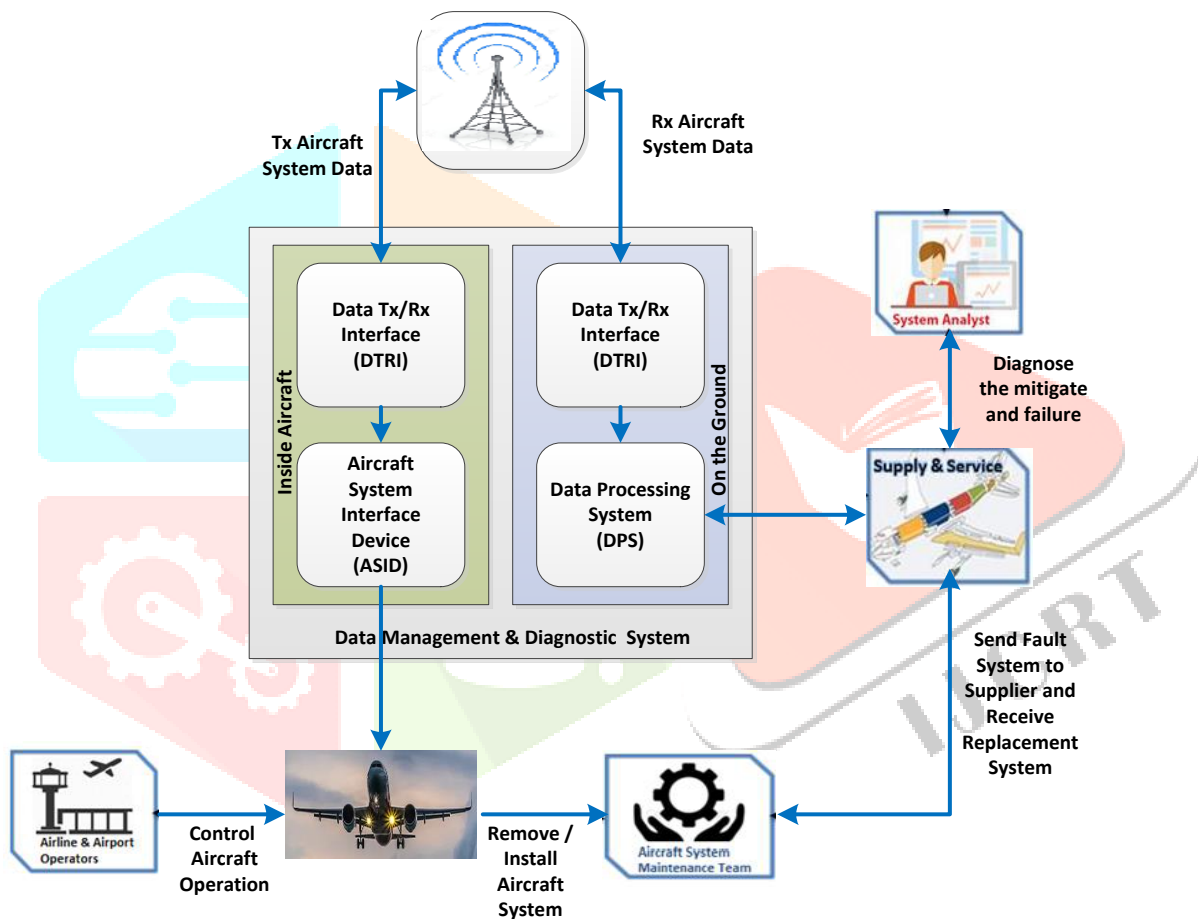 Tx Aircraft
System Data
Rx Aircraft
System Data
Data Tx/Rx
Interface
(DTRI)
Data Tx/Rx
Interface
(DTRI)
Inside Aircraft
On the Ground
Aircraft
System
Interface
Device
(ASID)
Data Processing
System
(DPS)
Data Management & Diagnostic System
System Analyst
Diagnose
the mitigate
and failure
Supply & Service
Send Fault
System to
Supplier and
Receive
Replacement
System
Airline & Airport
Operators
Control
Aircraft
Operation
Remove /
Install
Aircraft
System
Aircraft System
Maintenance Team
IJCRT